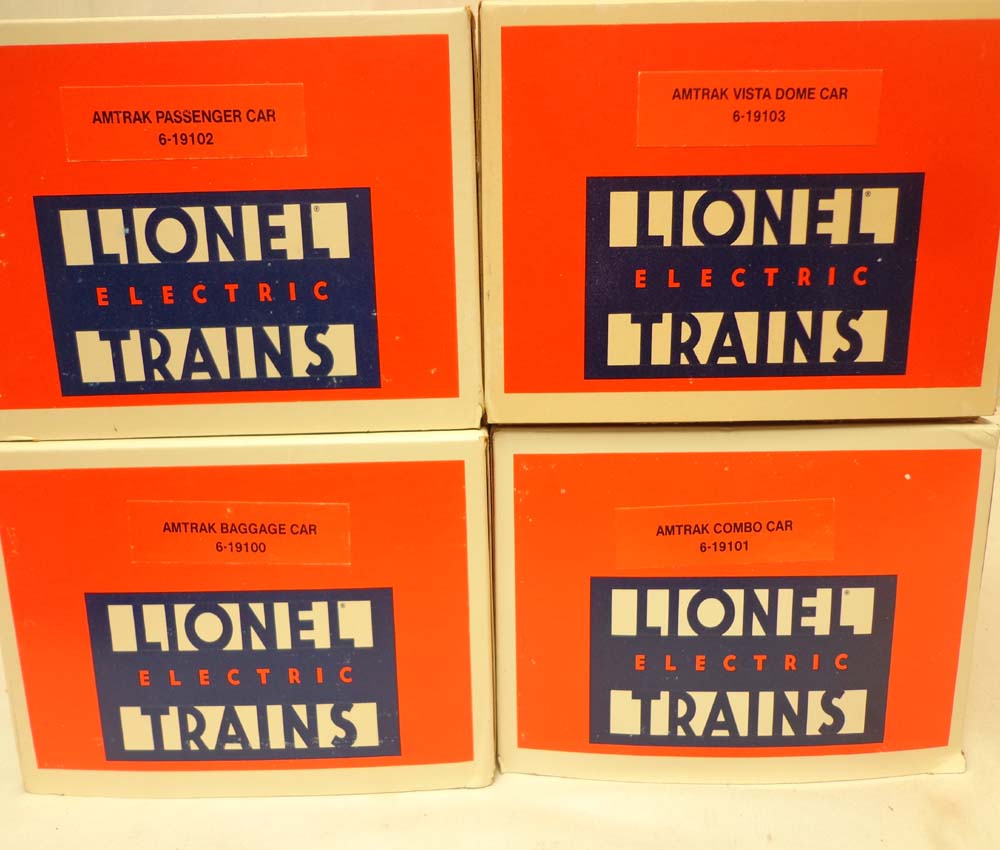 AMTRAK PASSENGER CAR
6-19102
LIONEL®
ELECTRIC
TRAINS
AMTRAK VISTA DOME CAR
6-19103
LIONEL®
ELECTRIC
TRAINS
AMTRAK BAGGAGE CAR
6-19100
LIONEL®
ELECTRIC
TRAINS
AMTRAK COMBO CAR
6-19101
LIONEL®
ELECTRIC
TRAINS